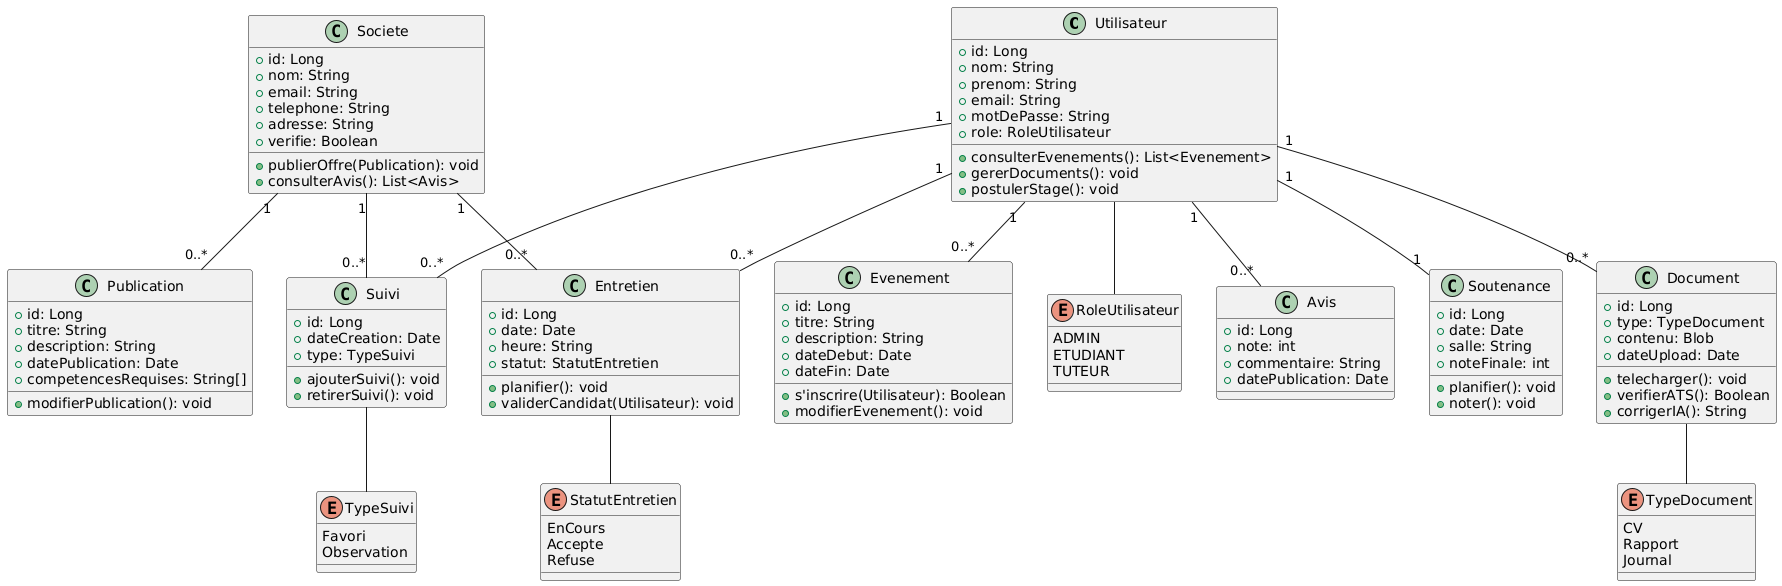 C Societe
id: Long
nom: String
email: String
telephone: String
adresse: String
verifie: Boolean
publierOffre(Publication): void
consulterAvis(): List<Avis>
C Utilisateur
id: Long
nom: String
prenom: String
email: String
motDePasse: String
role: RoleUtilisateur
consulterEvenements(): List<Evenement>
gererDocuments(): void
postulerStage(): void
1
1
1
1
1
1
1
1
1
0..*
0..*
0..*
0..*
0..*
0..*
0..*
1
0..*
C Publication
id: Long
titre: String
description: String
datePublication: Date
competencesRequises: String[]
modifierPublication(): void
C Suivi
id: Long
dateCreation: Date
type: TypeSuivi
ajouterSuivi(): void
retirerSuivi(): void
C Entretien
id: Long
date: Date
heure: String
statut: StatutEntretien
planifier(): void
validerCandidat(Utilisateur): void
C Evenement
id: Long
titre: String
description: String
dateDebut: Date
dateFin: Date
s'inscrire(Utilisateur): Boolean
modifierEvenement(): void
E RoleUtilisateur
ADMIN
ETUDIANT
TUTEUR
C Avis
id: Long
note: int
commentaire: String
datePublication: Date
C Soutenance
id: Long
date: Date
salle: String
noteFinale: int
planifier(): void
noter(): void
C Document
id: Long
type: TypeDocument
contenu: Blob
dateUpload: Date
telecharger(): void
verifierATS(): Boolean
corrigerIA(): String
E TypeSuivi
Favori
Observation
E StatutEntretien
EnCours
Accepte
Refuse
E TypeDocument
CV
Rapport
Journal